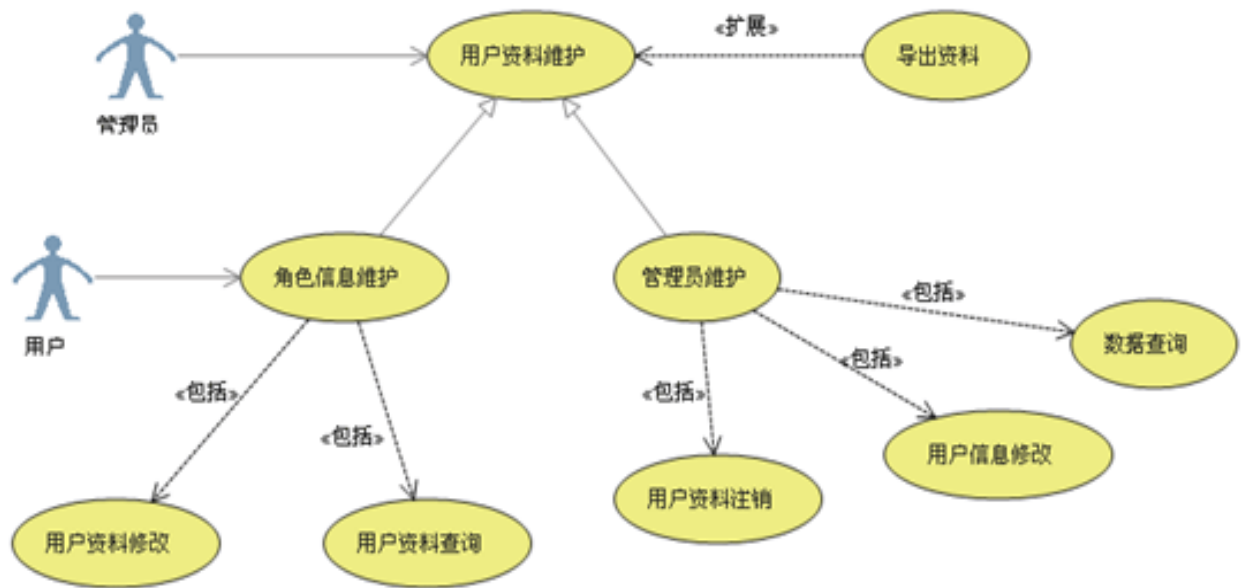 «扩展»
用户资料维护
导出资料
管理员
角色信息维护
管理员维护
«包括»
数据查询
用户
«包括»
«包括»
«包括»
«包括»
用户信息修改
用户资料注销
用户资料修改
用户资料查询